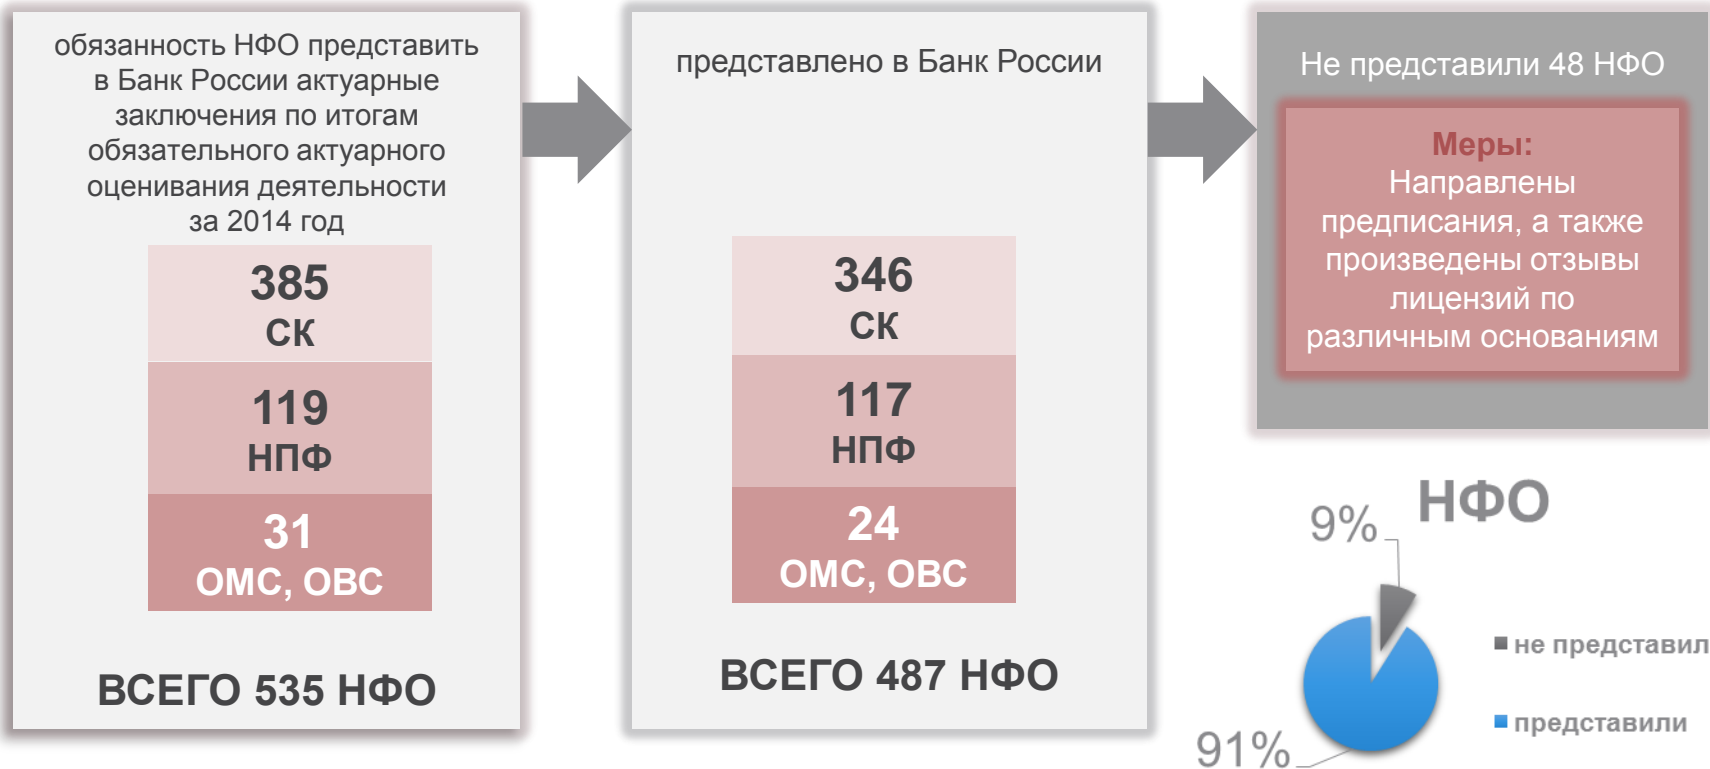 обязанность НФО представить
в Банк России актуарные
заключения по итогам
обязательного актуарного
оценивания деятельности
за 2014 год
385
СК
119
НПФ
31
ОМС, ОВС
ВСЕГО 535 НФО
представлено в Банк России
346
СК
117
НПФ
24
ОМС, ОВС
ВСЕГО 487 НФО
Не представили 48 НФО
Меры:
Направлены
предписания, а также
произведены отзывы
лицензий по
различным основаниям
НФО
9%
не представил
представили
91%